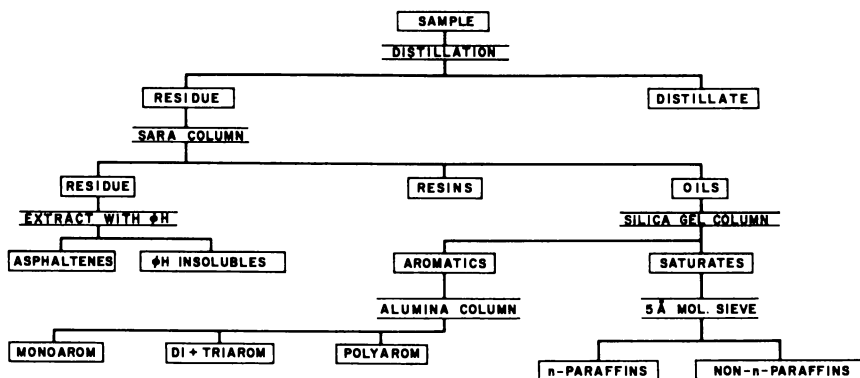 SAMPLE
DISTILLATION
RESIDUE
DISTILLATE
SARA COLUMN
RESIDUE
RESINS
OILS
EXTRACT WITH ϕH
SILICA GEL COLUMN
ASPHALTENES
ϕH INSOLUBLES
AROMATICS
SATURATES
ALUMINA COLUMN
5Å MOL. SIEVE
MONOAROM
DI + TRIAROM
POLYAROM
n-PARAFFINS
NON-n-PARAFFINS